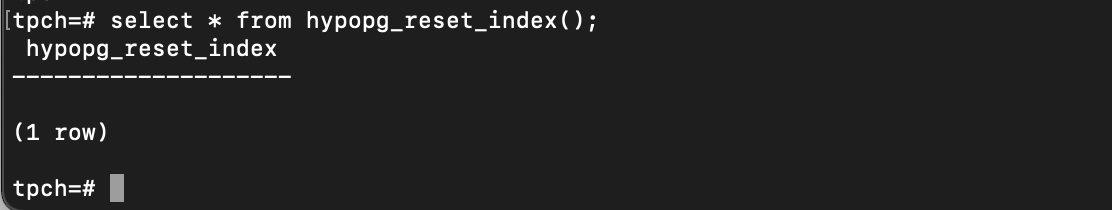 [tpch=# select * from hypopg_reset_index();
 hypopg_reset_index
--------------------
(1 row)
tpch=#